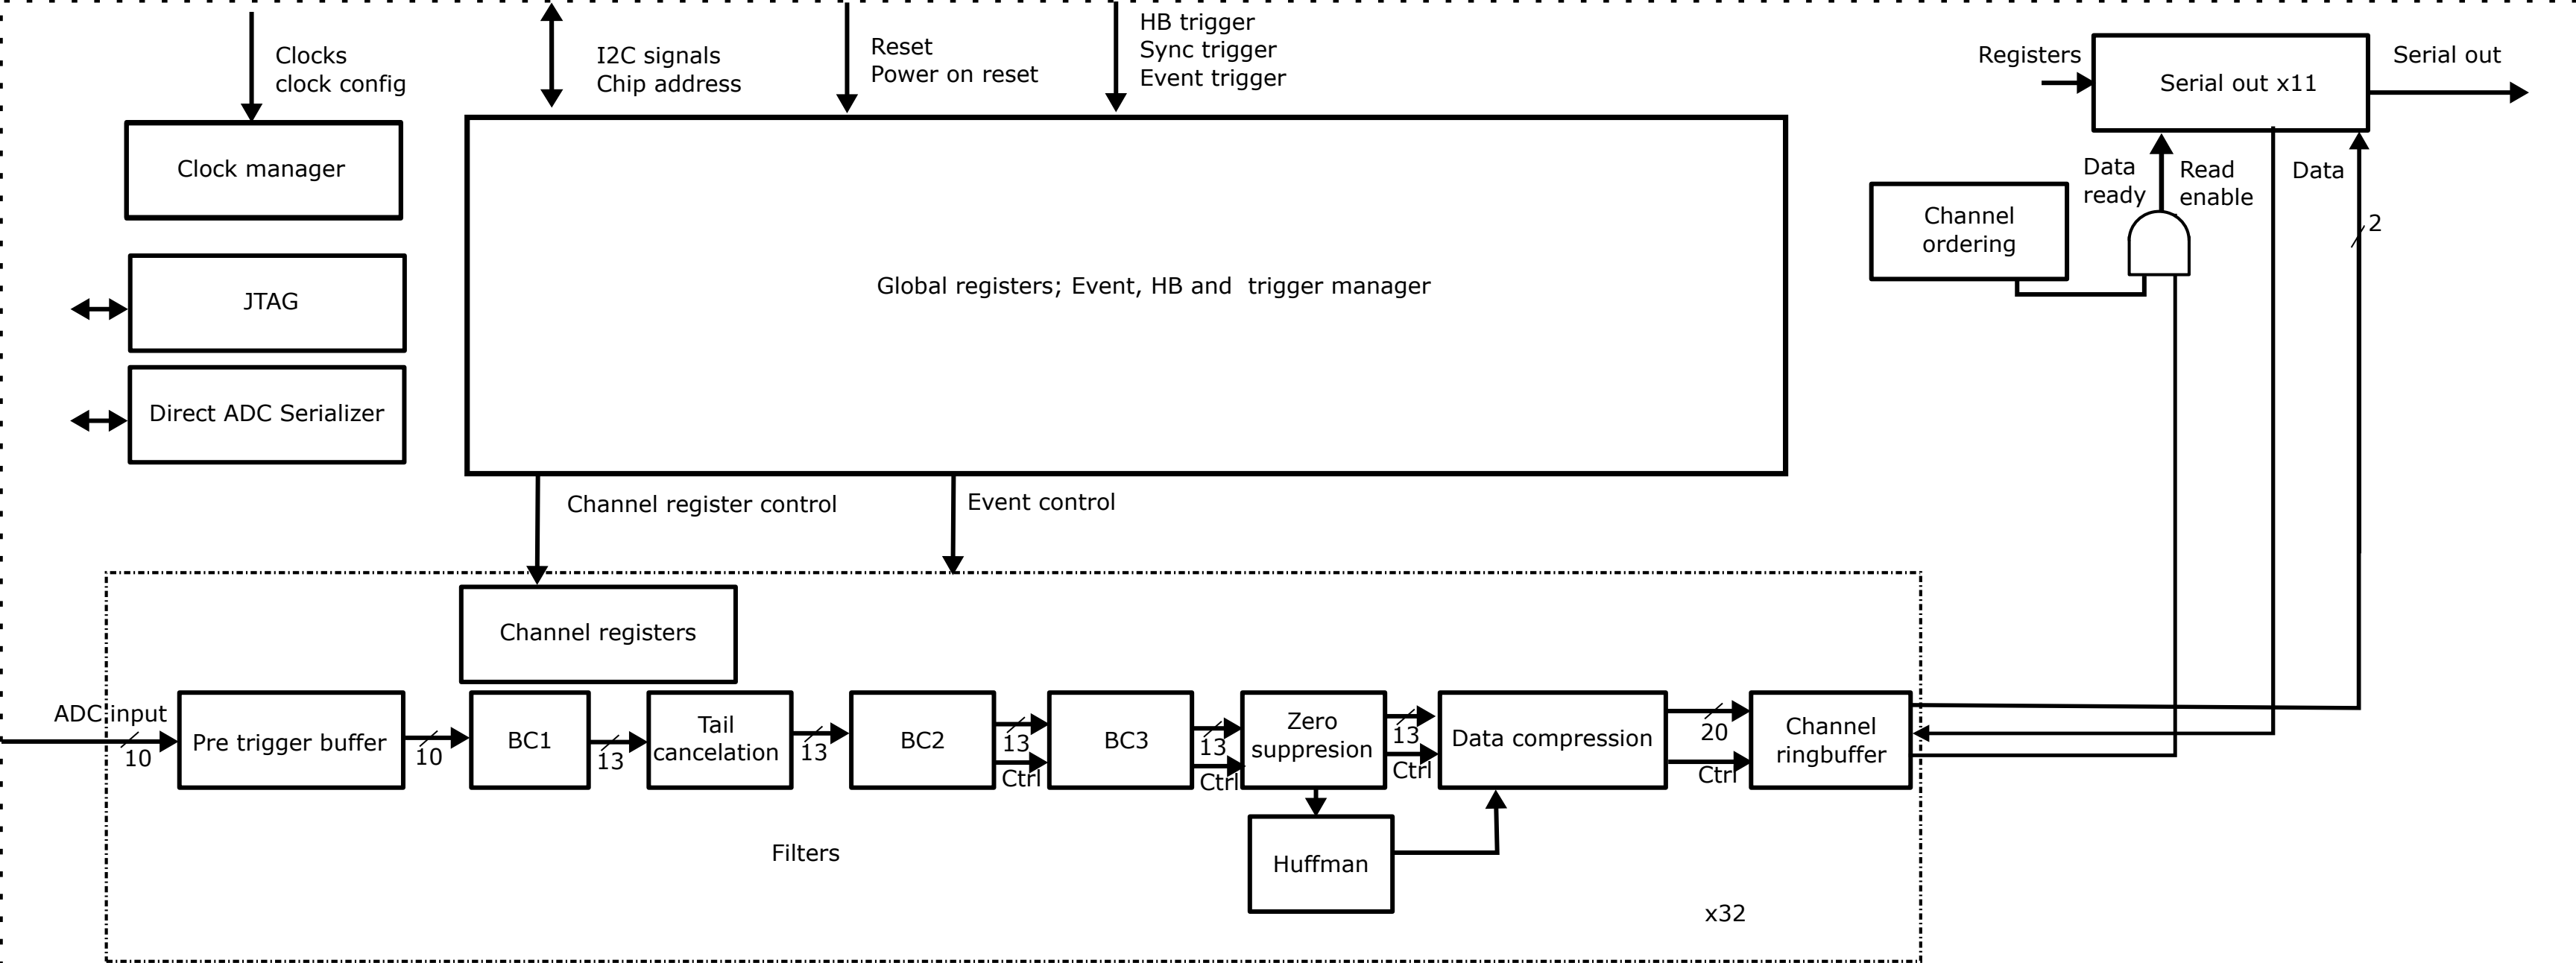 Clocks
clock config
I2C signals
Chip address
Reset
Power on reset
HB trigger
Sync trigger
Event trigger
Registers
Serial out x11
Serial out
Clock manager
Data
ready
Read
enable
Data
2
Channel
ordering
JTAG
Global registers; Event, HB and  trigger manager
Direct ADC Serializer
Channel register control
Event control
Channel registers
ADC input
10
Pre trigger buffer
10
BC1
13
Tail
cancelation
13
BC2
13
Ctrl
BC3
13
Ctrl
Zero
suppresion
13
Ctrl
Data compression
20
Ctrl
Channel
ringbuffer
Filters
Huffman
x32